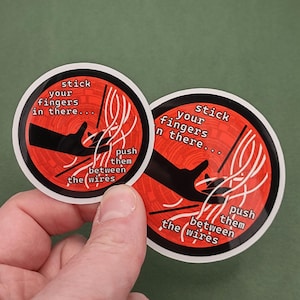 stick
your
fingers
in there...
push
them
between
the wires
stick
your
fingers
n there...
push
them
between
the wires